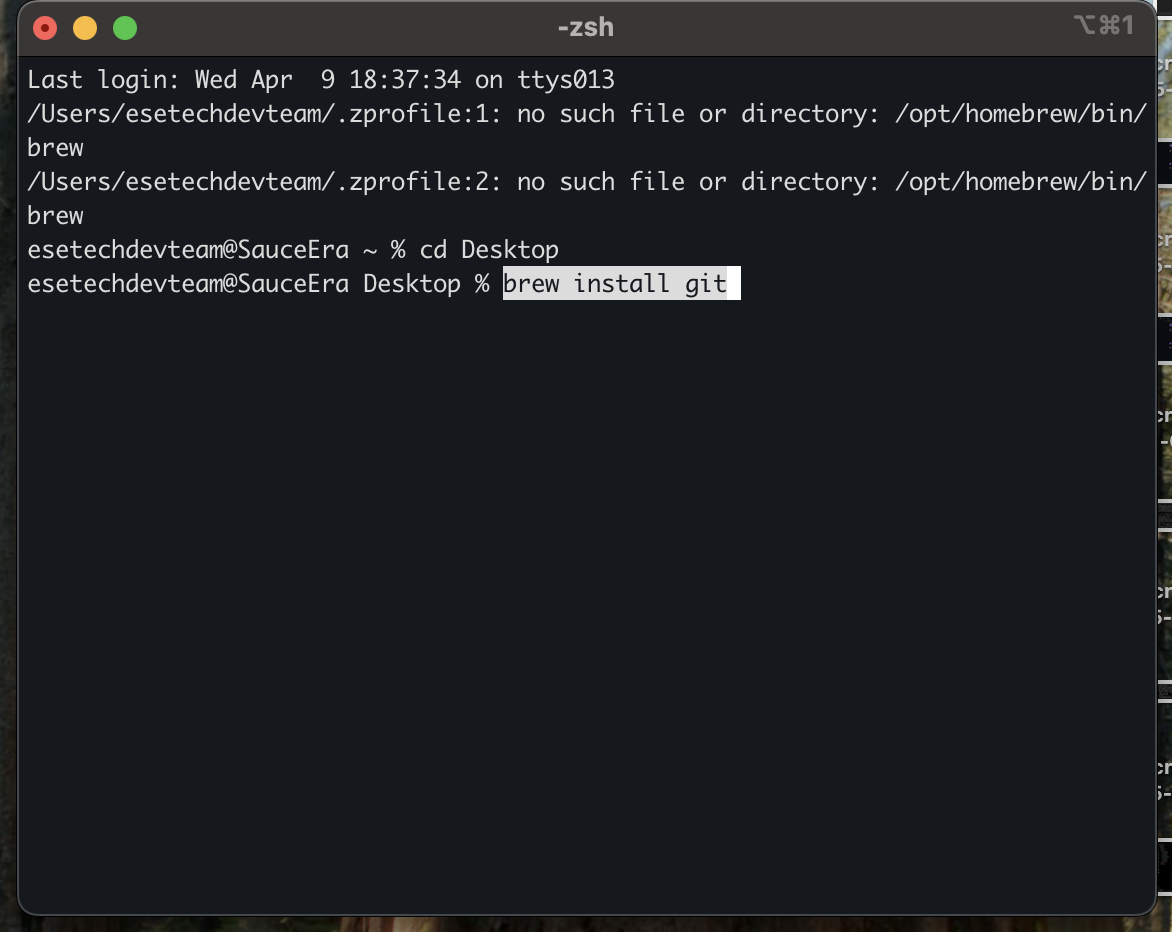 -zsh
⌥⌘1
Last login: Wed Apr  9 18:37:34 on ttys013
/Users/esetechdevteam/.zprofile:1: no such file or directory: /opt/homebrew/bin/
brew
/Users/esetechdevteam/.zprofile:2: no such file or directory: /opt/homebrew/bin/
brew
esetechdevteam@SauceEra ~ % cd Desktop
esetechdevteam@SauceEra Desktop % brew install git